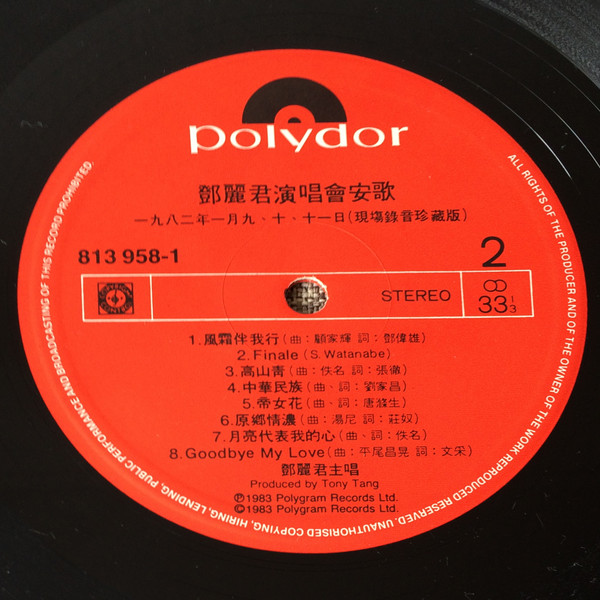 polydor
鄧麗君演唱會安歌
一九八二年一月九、十、十一日(現場錄音珍藏版)
813 958-1
2
STEREO
33 1/3
1.風霜伴我行(曲：顧家輝 詞：鄧偉雄)
2.Finale(S. Watanabe)
3.高山青(曲：佚名 詞：張徹)
4.中華民族(曲、詞：劉家昌)
5.帝女花(曲、詞：唐滌生)
6.原鄉情濃(曲：湯尼 詞：莊奴)
7.月亮代表我的心(曲、詞：佚名)
8.Goodbye My Love(曲：平尾昌晃 詞：文采)
鄧麗君主唱
Produced by Tony Tang
℗1983 Polygram Records Ltd.
©1983 Polygram Records Ltd.
ALL RIGHTS OF THE PRODUCER AND OF THE OWNER OF THE WORK REPRODUCED RESERVED. UNAUTHORISED COPYING, HIRING, LENDING, PUBLIC PERFORMANCE AND BROADCASTING OF THIS RECORD PROHIBITED.